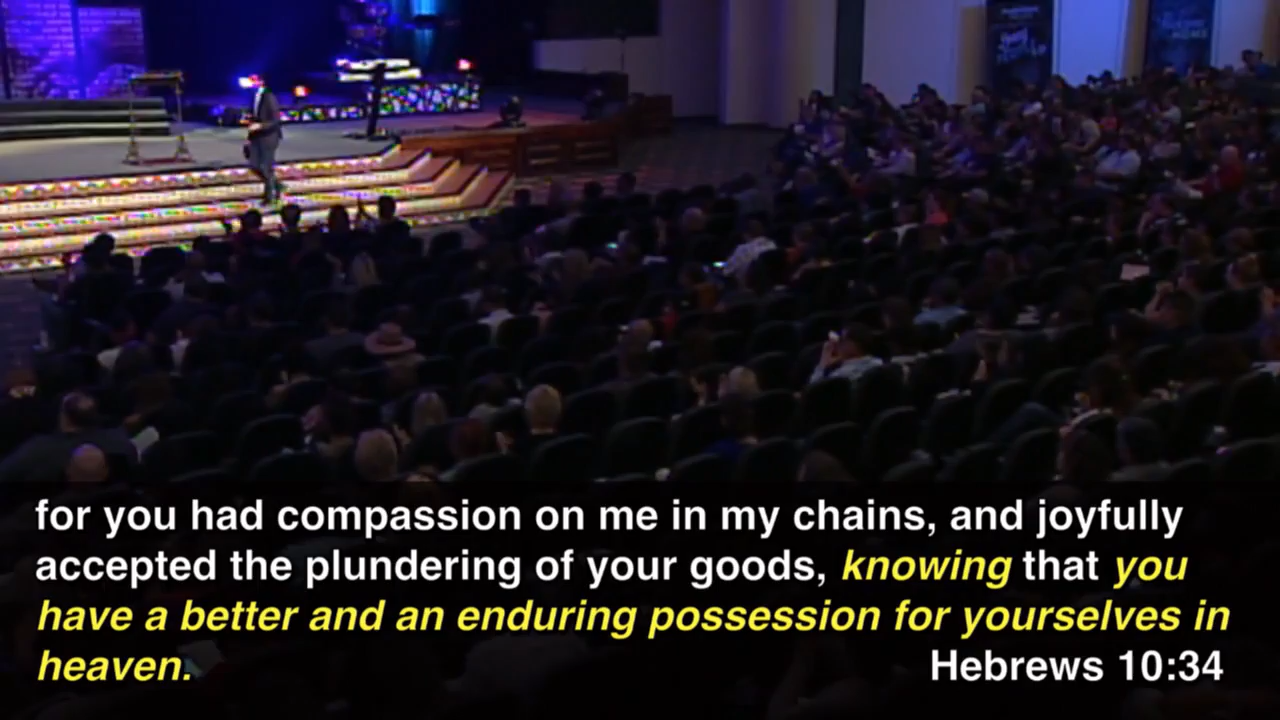 for you had compassion on me in my chains, and joyfully
accepted the plundering of your goods, knowing that you
have a better and an enduring possession for yourselves in
heaven. Hebrews 10:34